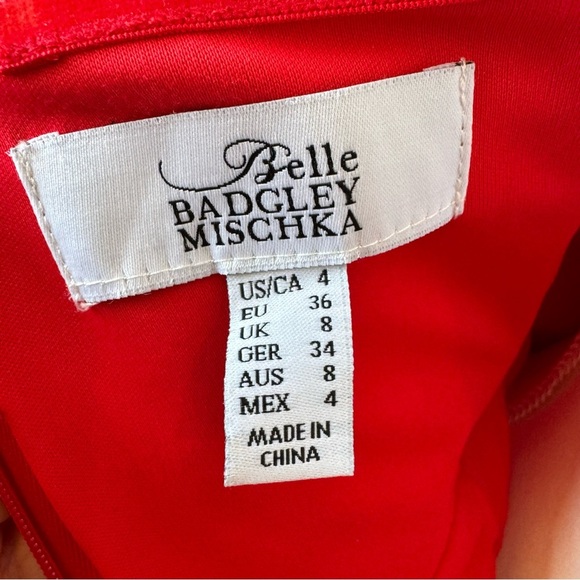 Belle
BADGLEY
MISCHKA
US/CA 4
EU 36
UK 8
GER 34
AUS 8
MEX 4
MADE IN
CHINA